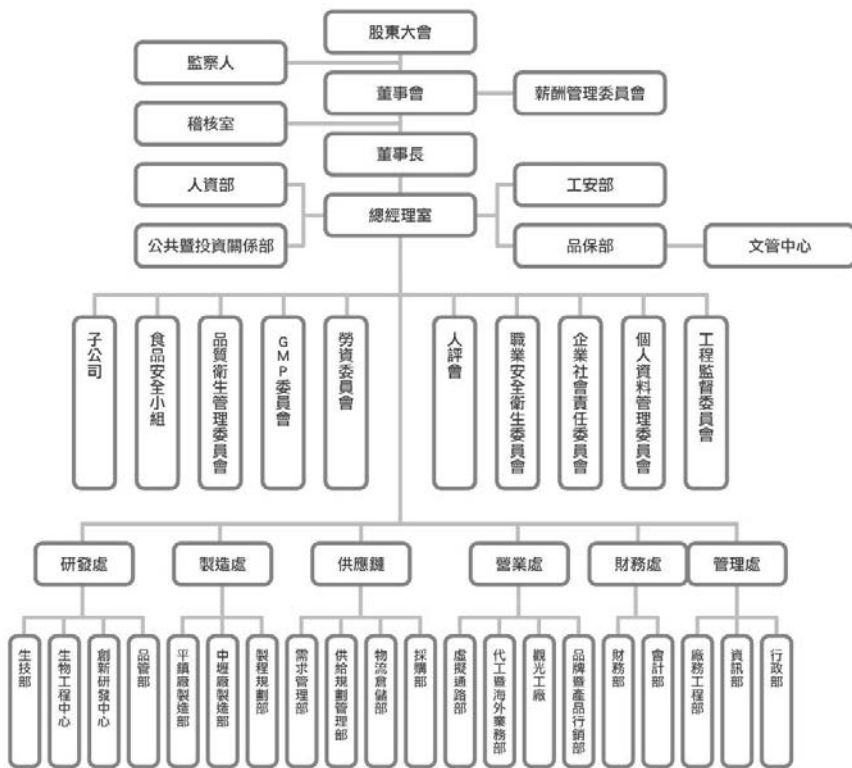 股東大會
監察人
董事會
薪酬管理委員會
稽核室
董事長
人資部
工安部
總經理室
公共暨投資關係部
品保部
文管中心
子公司
食品安全小組
品質衛生管理委員會
GMP委員會
勞資委員會
人評會
職業安全衛生委員會
企業社會責任委員會
個人資料管理委員會
工程監督委員會
研發處
製造處
供應鏈
營業處
財務處
管理處
生技部
生物工程中心
創新研發中心
品管部
平鎮廠製造部
中壢廠製造部
製程規劃部
需求管理部
供給規劃管理部
物流倉儲部
採購部
虛擬通路部
代工暨海外業務部
觀光工廠
品牌暨產品行銷部
財務部
會計部
廠務工程部
資訊部
行政部